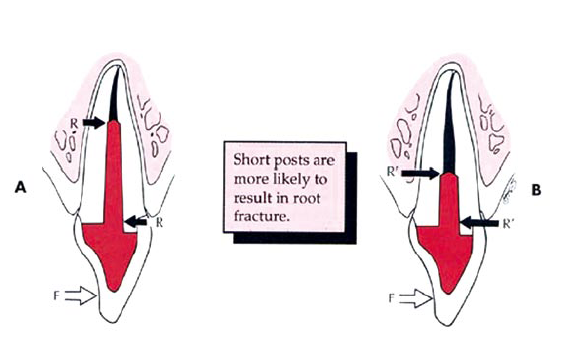 R
R
A
F
Short posts are
more likely to
result in root
fracture.
R'
R'
B
F